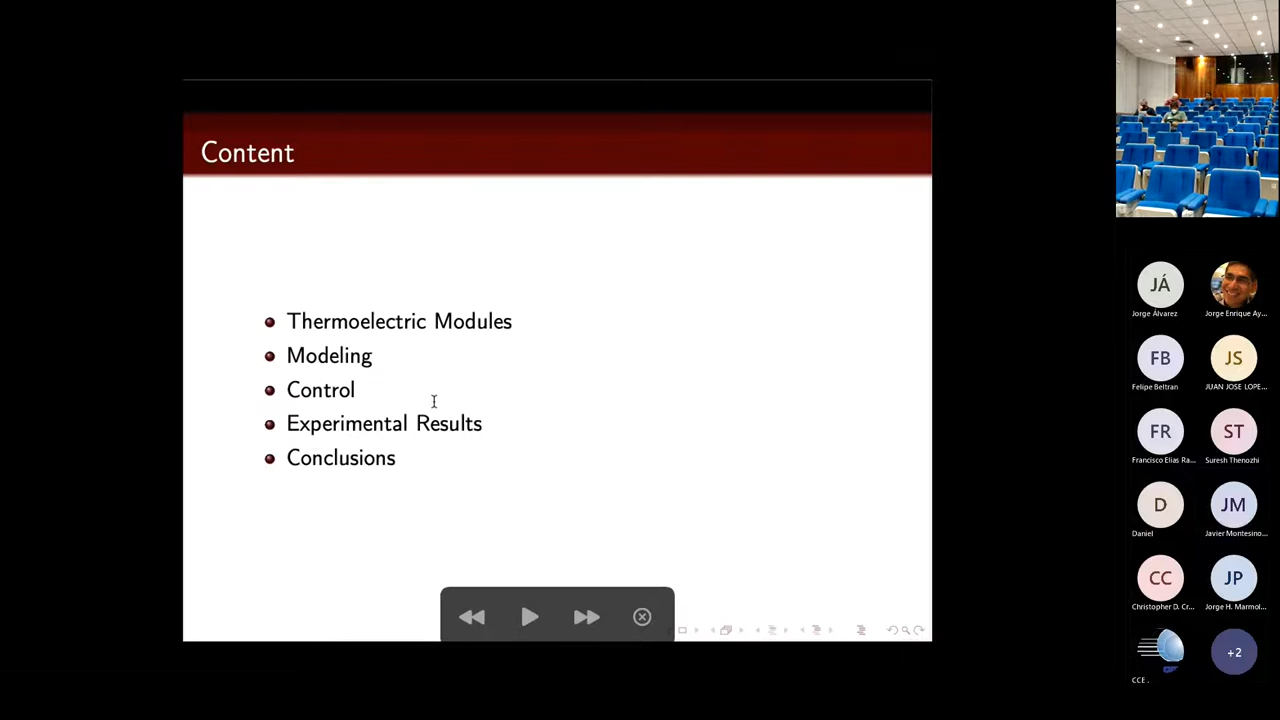 Content
Thermoelectric Modules
Modeling
Control
Experimental Results
Conclusions
JÁ
Jorge Álvarez
Jorge Enrique Ay...
FB
Felipe Beltran
JS
JUAN JOSE LOPE...
FR
Francisco Elias Ra...
ST
Suresh Thenozhi
D
Daniel
JM
Javier Montesino...
CC
Christopher D. Cr...
JP
Jorge H. Marmol...
CCE .
+2